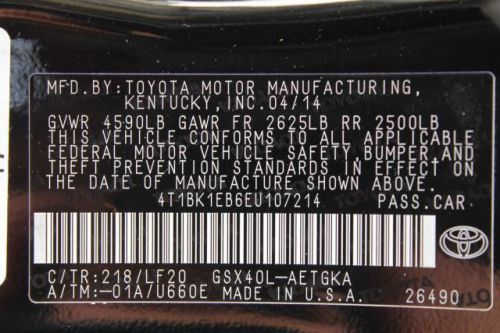 MFD.BY:TOYOTA MOTOR MANUFACTURING,
KENTUCKY, INC.04/14
GVWR 4590LB GAWR FR 2625LB RR 2500LB
THIS VEHICLE CONFORMS TO ALL APPLICABLE
FEDERAL MOTOR VEHICLE SAFETY,BUMPER,AND
THEFT PREVENTION STANDARDS IN EFFECT ON
THE DATE OF MANUFACTURE SHOWN ABOVE.
4T1BK1EB6EU107214 PASS.CAR
TOYOTA
C/TR:218/LF20 GSX40L-AETGKA
A/TM:-01A/U660E MADE IN U.S.A. 26490